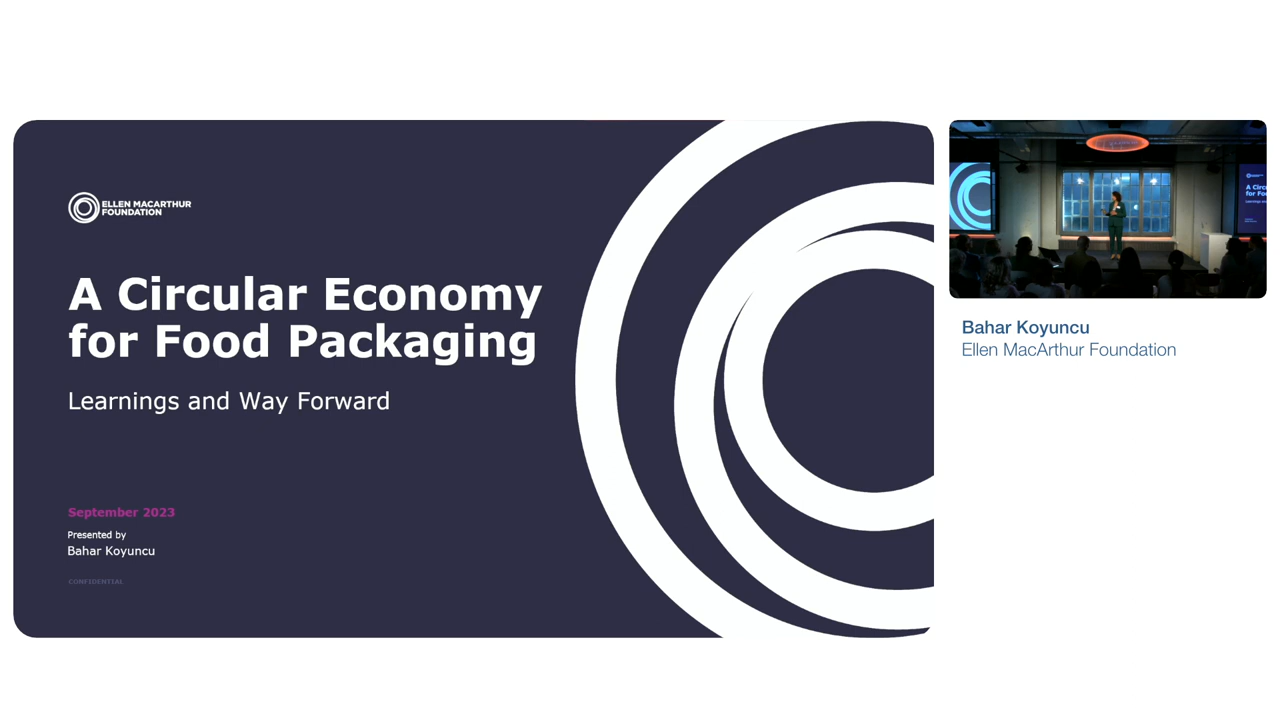 ELLEN MACARTHUR
FOUNDATION
A Circular Economy
for Food Packaging
Learnings and Way Forward
September 2023
Presented by
Bahar Koyuncu
CONFIDENTIAL
Bahar Koyuncu
Ellen MacArthur Foundation